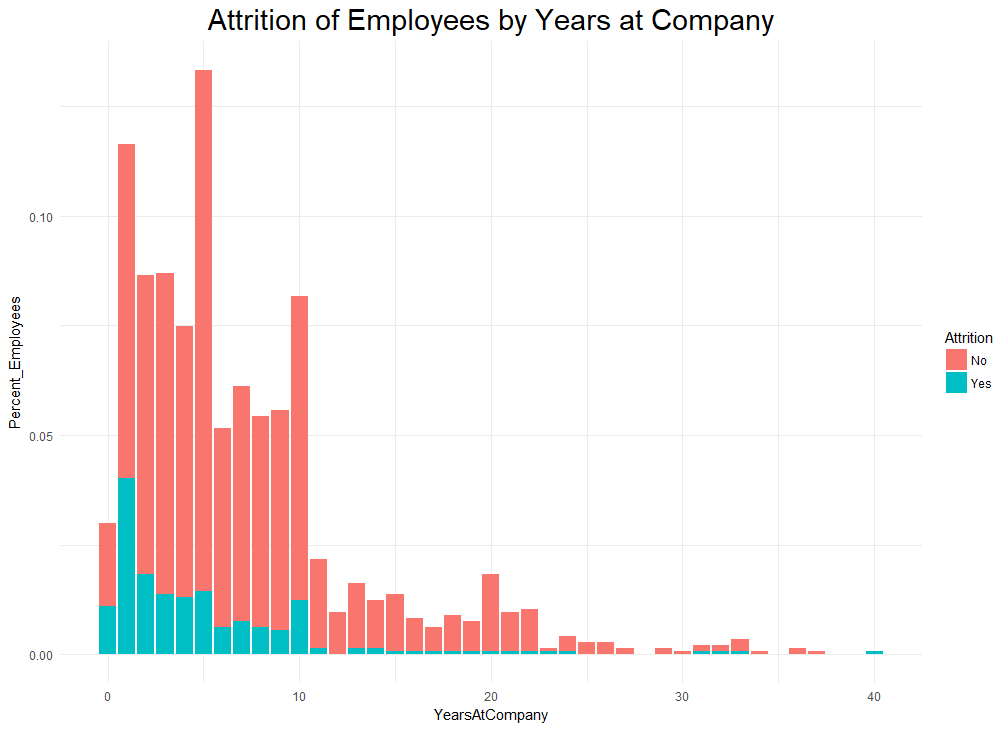 Attrition of Employees by Years at Company
Percent_Employees
0.10
0.05
0.00
0 10 20 30 40
YearsAtCompany
Attrition
No
Yes